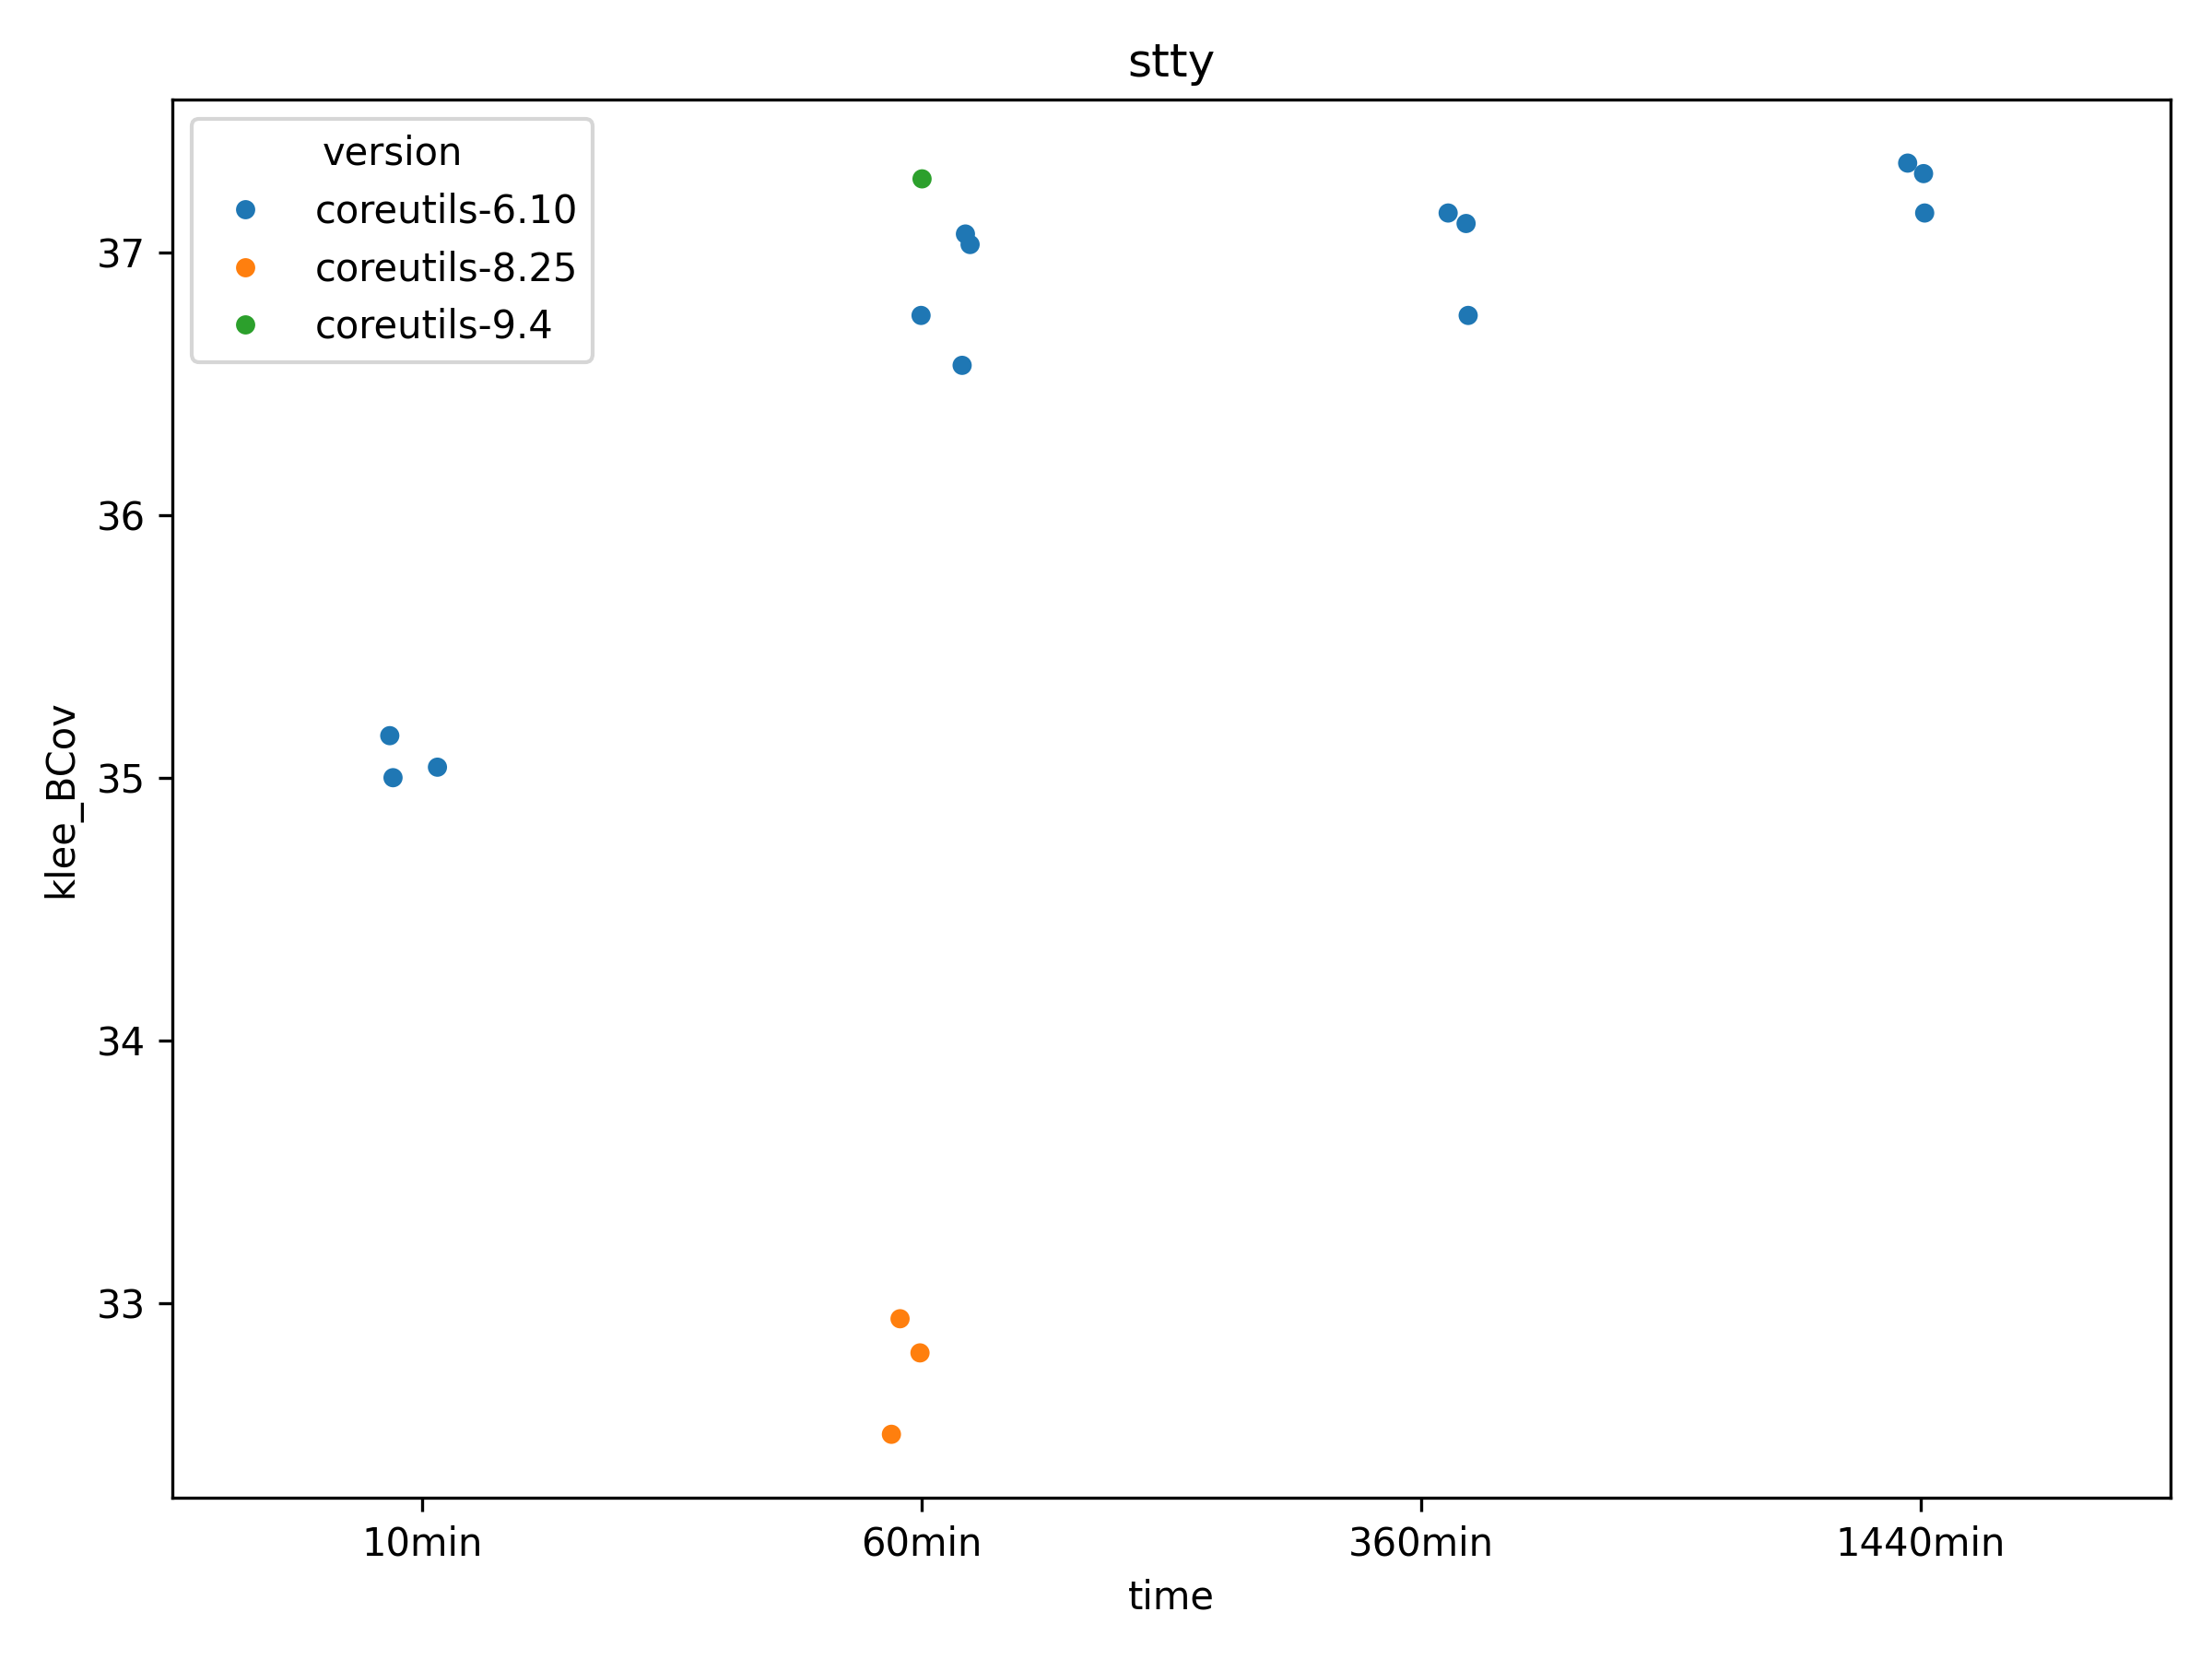 stty
version
coreutils-6.10
coreutils-8.25
coreutils-9.4
37
36
35
34
33
klee_BCov
10min
60min
360min
1440min
time